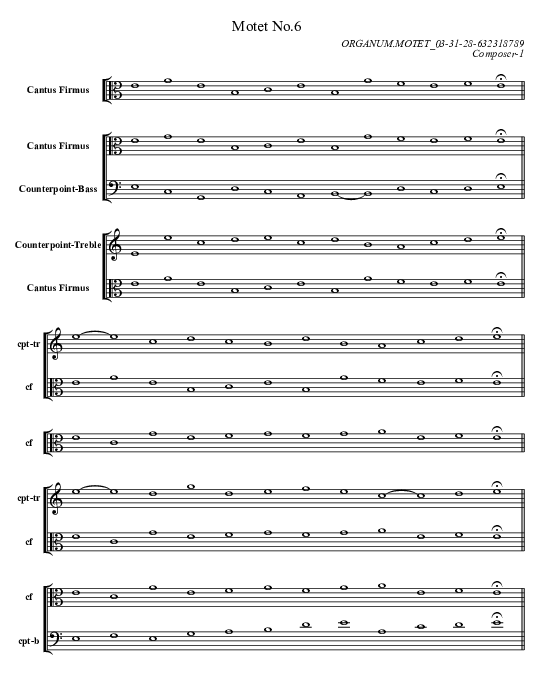 Motet No.6
ORGANUM.MOTET_03-31-28-632318789
Composer-1
Cantus Firmus
Cantus Firmus
Counterpoint-Bass
Counterpoint-Treble
Cantus Firmus
cpt-tr
cf
cf
cpt-tr
cf
cf
cpt-b